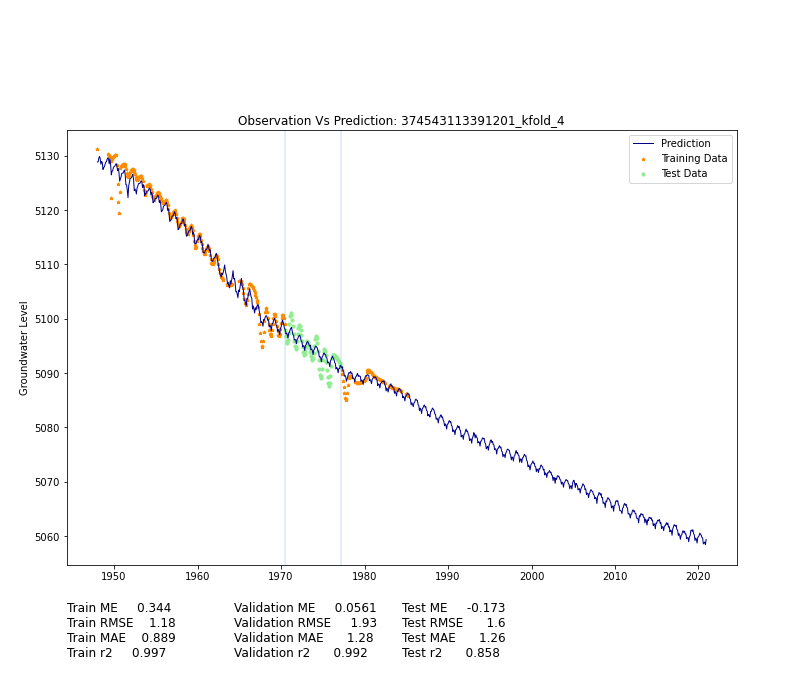 Observation Vs Prediction: 374543113391201_kfold_4
Prediction
Training Data
Test Data
Groundwater Level
5130
5120
5110
5100
5090
5080
5070
5060
1950 1960 1970 1980 1990 2000 2010 2020
Train ME 0.344 Validation ME 0.0561 Test ME -0.173
Train RMSE 1.18 Validation RMSE 1.93 Test RMSE 1.6
Train MAE 0.889 Validation MAE 1.28 Test MAE 1.26
Train r2 0.997 Validation r2 0.992 Test r2 0.858